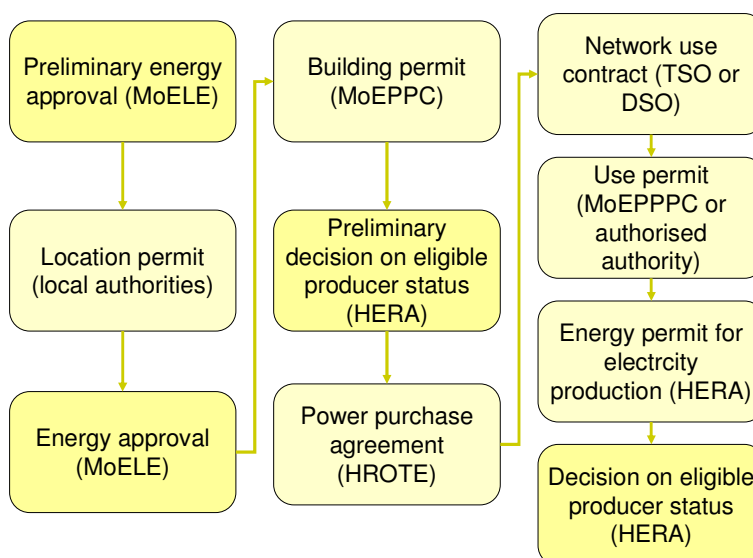 Preliminary energy
approval (MoELE)
Location permit
(local authorities)
Energy approval
(MoELE)
Building permit
(MoEPPC)
Preliminary
decision on eligible
producer status
(HERA)
Power purchase
agreement
(HROTE)
Network use
contract (TSO or
DSO)
Use permit
(MoEPPPC or
authorised
authority)
Energy permit for
electrcity
production (HERA)
Decision on eligible
producer status
(HERA)